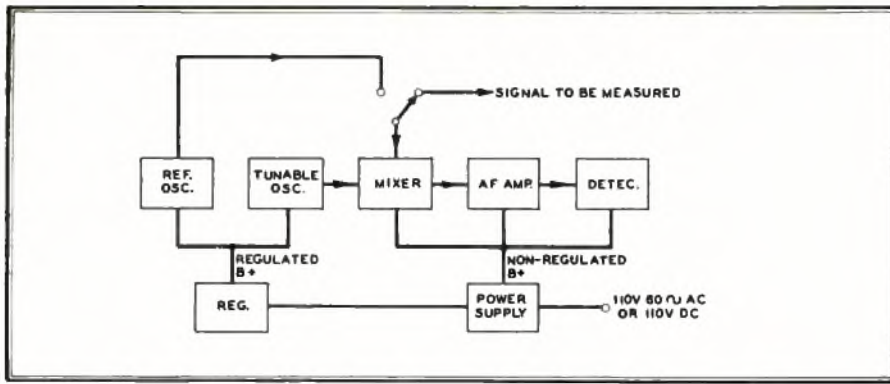 SIGNAL TO BE MEASURED
REF.
OSC.
TUNABLE
OSC.
MIXER
AF AMP.
DETEC.
REGULATED
B+
NON-REGULATED
B+
REG.
POWER
SUPPLY
110V 60 ∿ AC
OR 110V DC